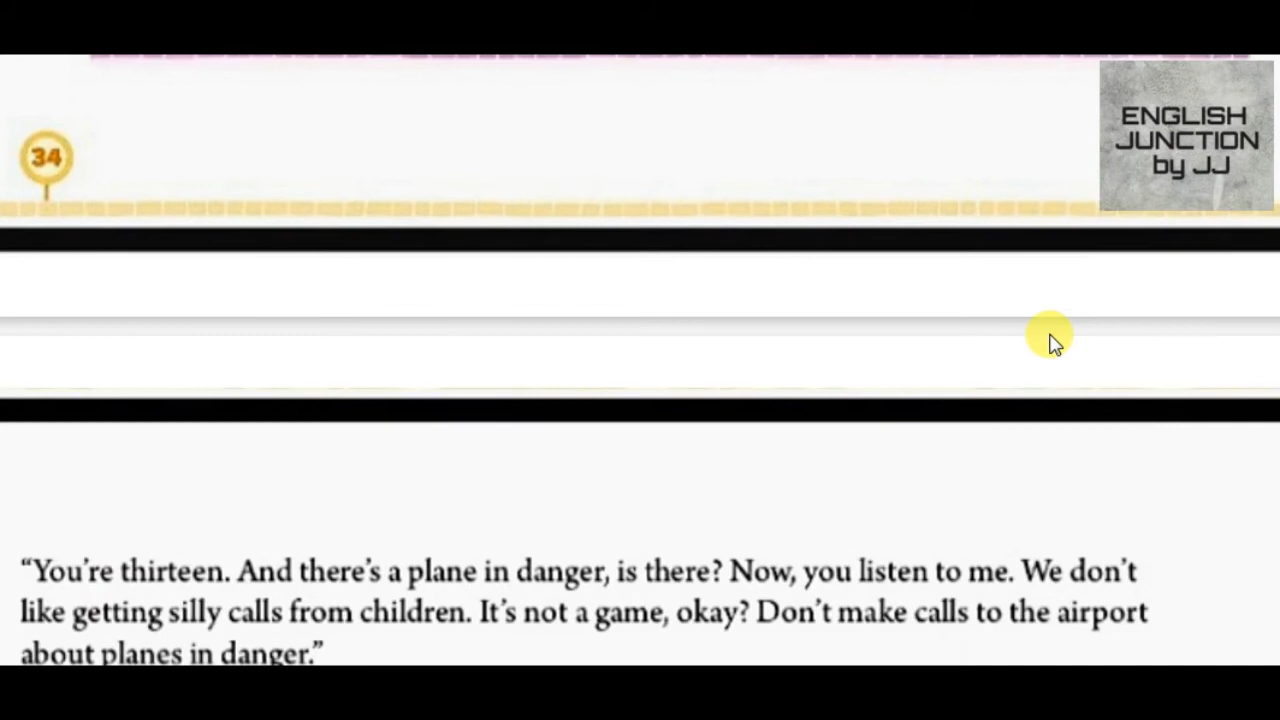 ENGLISH
JUNCTION
by JJ
34
“You’re thirteen. And there’s a plane in danger, is there? Now, you listen to me. We don’t
like getting silly calls from children. It’s not a game, okay? Don’t make calls to the airport
about planes in danger.”